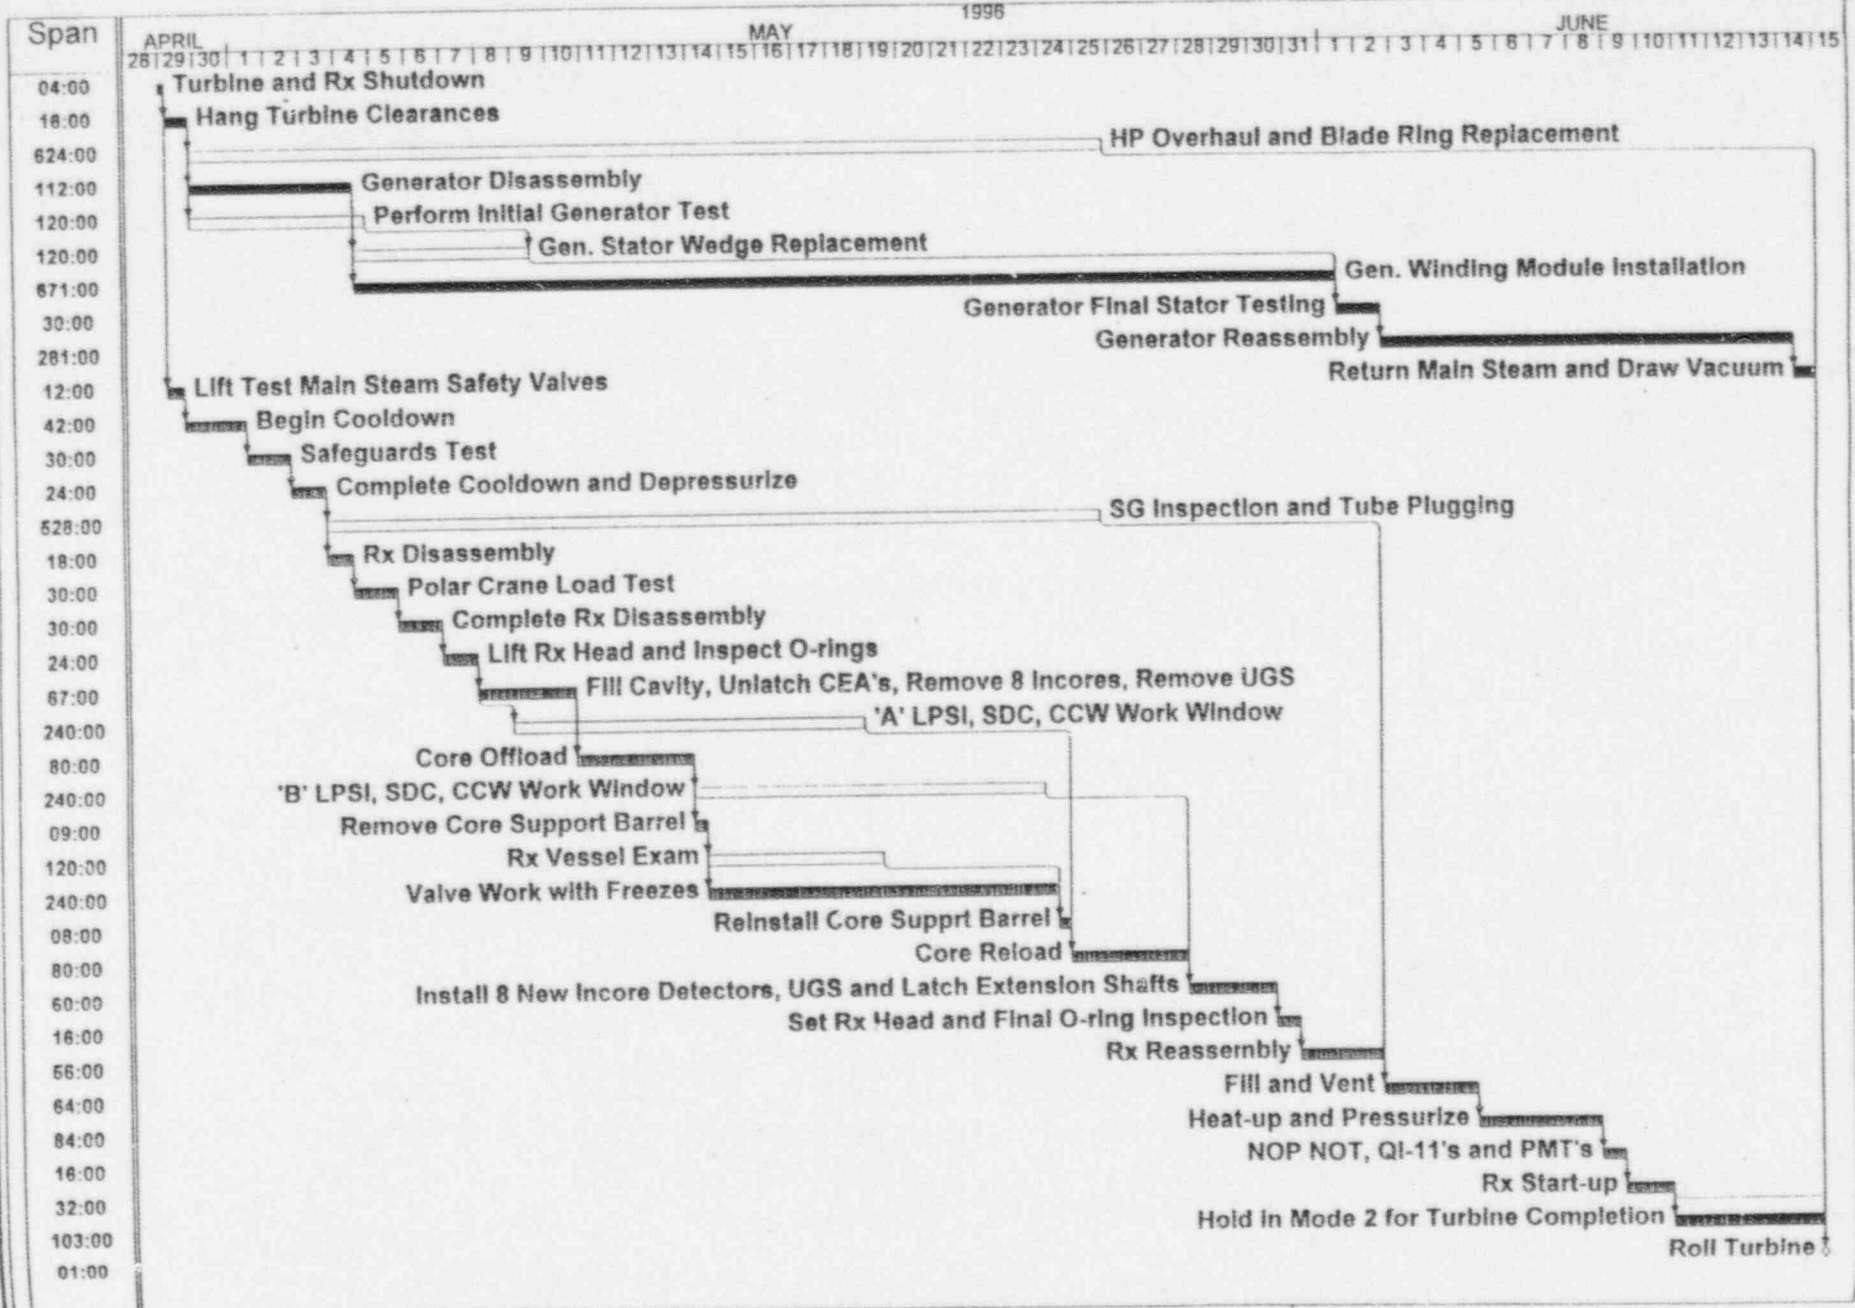 1996
Span APRIL MAY JUNE
28 29 30 1 2 3 4 5 6 7 8 9 10 11 12 13 14 15 16 17 18 19 20 21 22 23 24 25 26 27 28 29 30 31 1 2 3 4 5 6 7 8 9 10 11 12 13 14 15
04:00 Turbine and Rx Shutdown
16:00 Hang Turbine Clearances
624:00 HP Overhaul and Blade Ring Replacement
112:00 Generator Disassembly
120:00 Perform Initial Generator Test
120:00 Gen. Stator Wedge Replacement
671:00 Gen. Winding Module Installation
30:00 Generator Final Stator Testing
281:00 Generator Reassembly
Return Main Steam and Draw Vacuum
12:00 Lift Test Main Steam Safety Valves
42:00 Begin Cooldown
30:00 Safeguards Test
24:00 Complete Cooldown and Depressurize
528:00 SG Inspection and Tube Plugging
18:00 Rx Disassembly
30:00 Polar Crane Load Test
30:00 Complete Rx Disassembly
24:00 Lift Rx Head and Inspect O-rings
67:00 Fill Cavity, Unlatch CEA's, Remove 8 Incores, Remove UGS
240:00 'A' LPSI, SDC, CCW Work Window
80:00 Core Offload
240:00 'B' LPSI, SDC, CCW Work Window
09:00 Remove Core Support Barrel
120:00 Rx Vessel Exam
240:00 Valve Work with Freezes
08:00 Reinstall Core Supprt Barrel
80:00 Core Reload
60:00 Install 8 New Incore Detectors, UGS and Latch Extension Shafts
16:00 Set Rx Head and Final O-ring Inspection
56:00 Rx Reassembly
64:00 Fill and Vent
84:00 Heat-up and Pressurize
16:00 NOP NOT, QI-11's and PMT's
32:00 Rx Start-up
103:00 Hold in Mode 2 for Turbine Completion
01:00 Roll Turbine